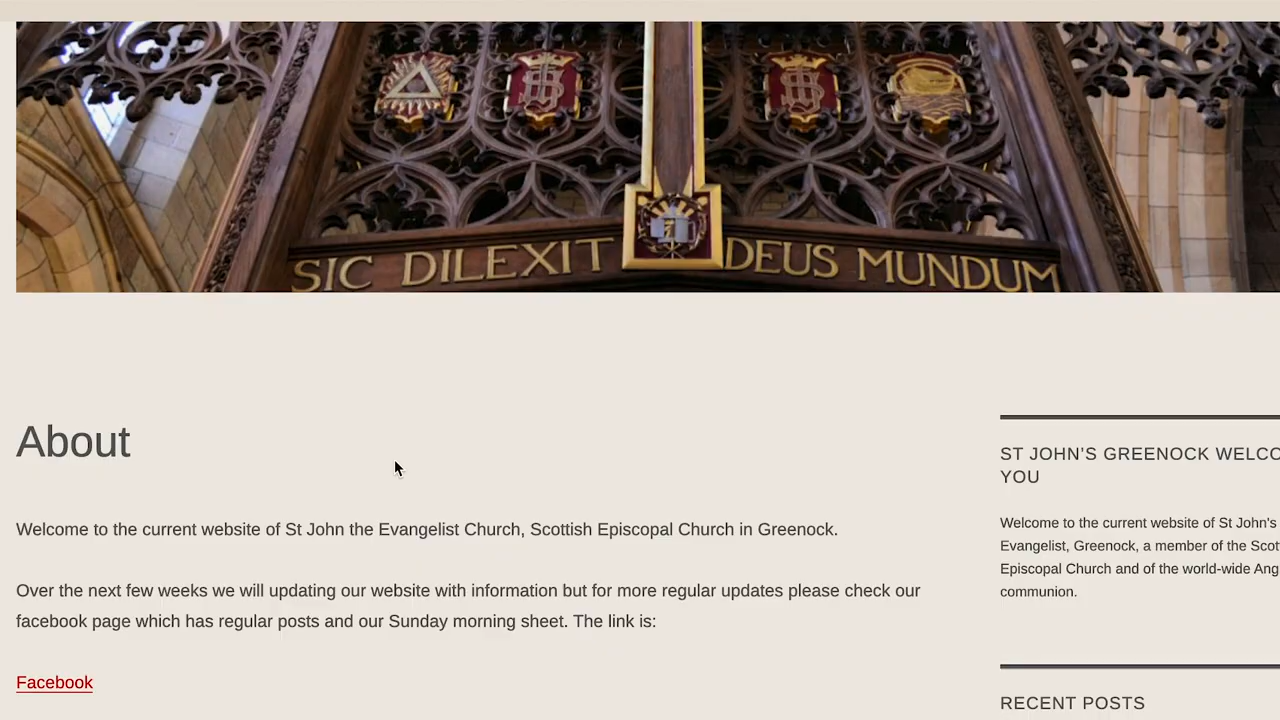 SIC DILEXIT DEUS MUNDUM
About
Welcome to the current website of St John the Evangelist Church, Scottish Episcopal Church in Greenock.
Over the next few weeks we will updating our website with information but for more regular updates please check our
facebook page which has regular posts and our Sunday morning sheet. The link is:
Facebook
ST JOHN'S GREENOCK WELCO
YOU
Welcome to the current website of St John's
Evangelist, Greenock, a member of the Scot
Episcopal Church and of the world-wide Ang
communion.
RECENT POSTS